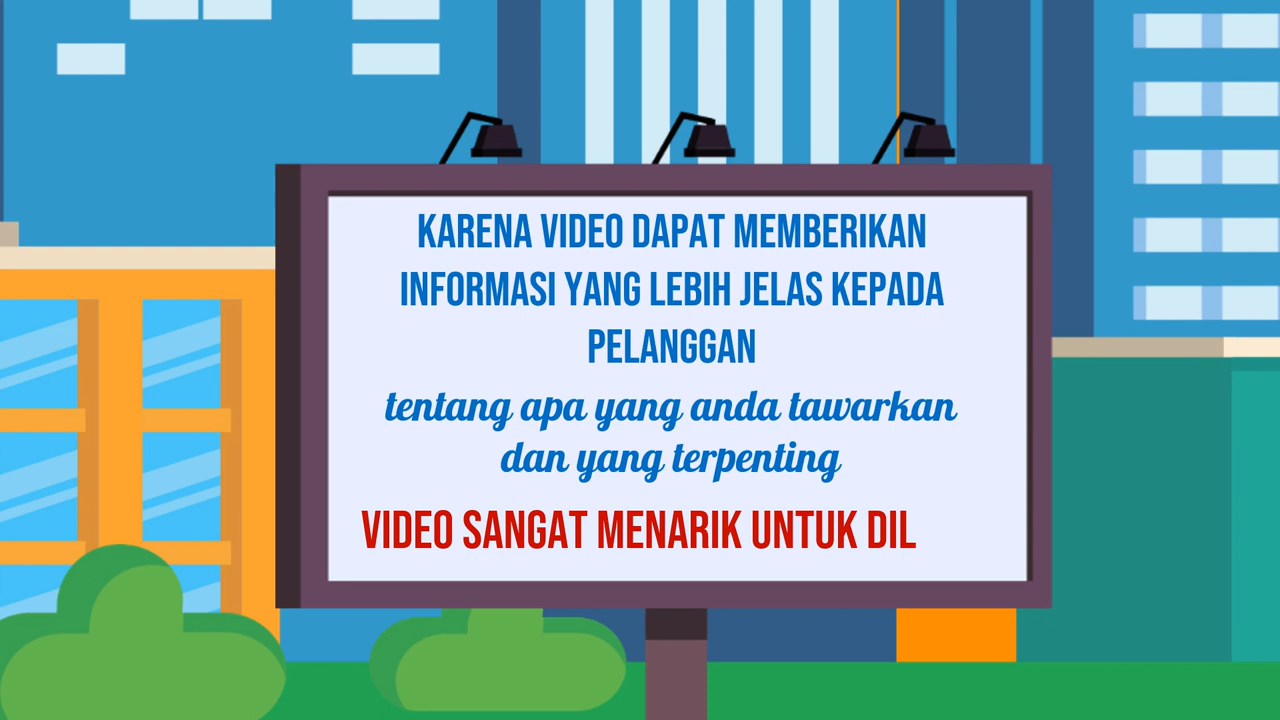 KARENA VIDEO DAPAT MEMBERIKAN
INFORMASI YANG LEBIH JELAS KEPADA
PELANGGAN
tentang apa yang anda tawarkan
dan yang terpenting
VIDEO SANGAT MENARIK UNTUK DIL